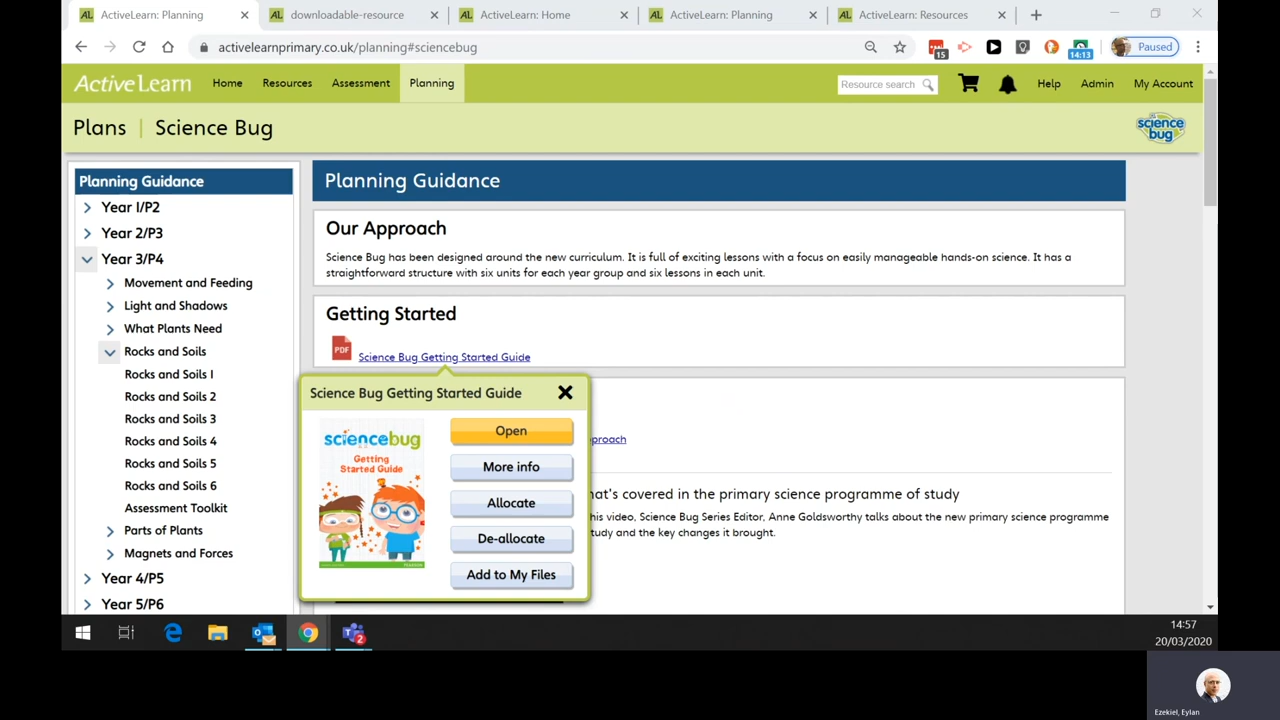 ActiveLearn: Planning
downloadable-resource
ActiveLearn: Home
ActiveLearn: Planning
ActiveLearn: Resources
activelearnprimary.co.uk/planning#sciencebug
15
14:13
Paused
ActiveLearn
Home
Resources
Assessment
Planning
Resource search
Help
Admin
My Account
Plans | Science Bug
science
bug
Planning Guidance
Year 1/P2
Year 2/P3
Year 3/P4
Movement and Feeding
Light and Shadows
What Plants Need
Rocks and Soils
Rocks and Soils 1
Rocks and Soils 2
Rocks and Soils 3
Rocks and Soils 4
Rocks and Soils 5
Rocks and Soils 6
Assessment Toolkit
Parts of Plants
Magnets and Forces
Year 4/P5
Year 5/P6
Planning Guidance
Our Approach
Science Bug has been designed around the new curriculum. It is full of exciting lessons with a focus on easily manageable hands-on science. It has a
straightforward structure with six units for each year group and six lessons in each unit.
Getting Started
PDF
Science Bug Getting Started Guide
Science Bug Getting Started Guide
sciencebug
Getting
Started Guide
Open
More info
Allocate
De-allocate
Add to My Files
proach
hat's covered in the primary science programme of study
his video, Science Bug Series Editor, Anne Goldsworthy talks about the new primary science programme
tudy and the key changes it brought.
2
14:57
20/03/2020
Ezekiel, Eylan